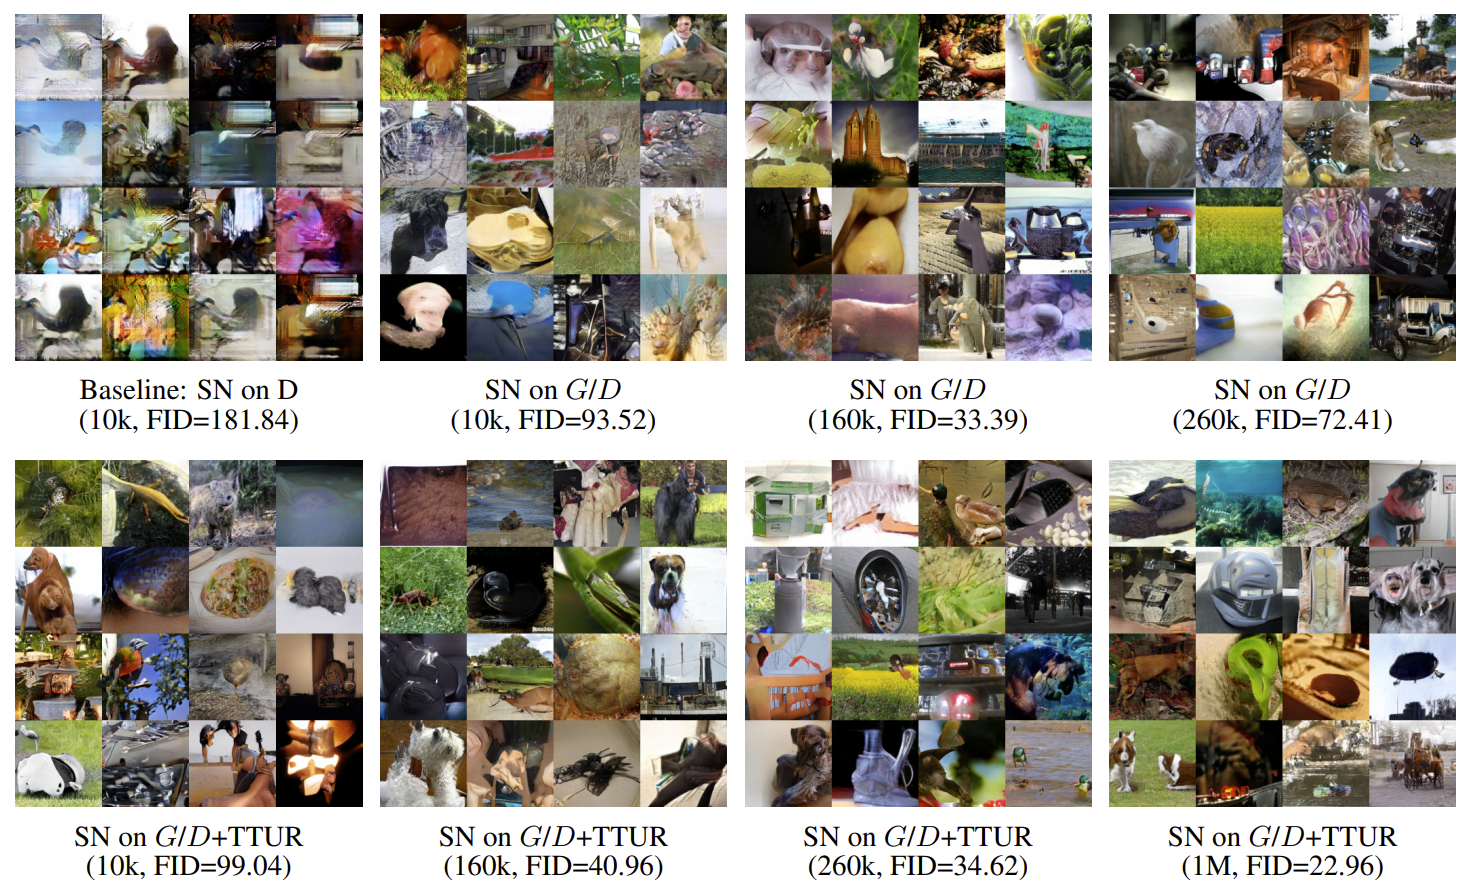 Baseline: SN on D
(10k, FID=181.84)
SN on G/D
(10k, FID=93.52)
SN on G/D
(160k, FID=33.39)
SN on G/D
(260k, FID=72.41)
SN on G/D+TTUR
(10k, FID=99.04)
SN on G/D+TTUR
(160k, FID=40.96)
SN on G/D+TTUR
(260k, FID=34.62)
SN on G/D+TTUR
(1M, FID=22.96)